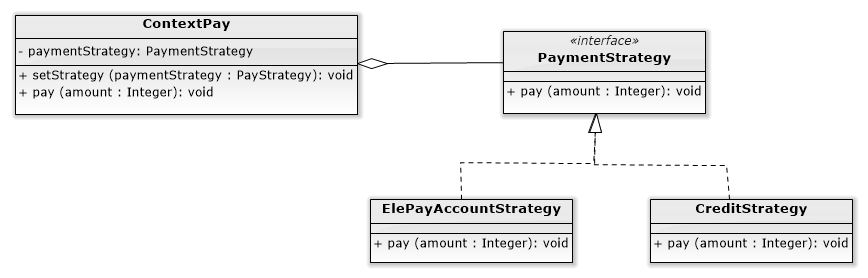 ContextPay
- paymentStrategy: PaymentStrategy
+ setStrategy (paymentStrategy : PayStrategy): void
+ pay (amount : Integer): void
«interface»
PaymentStrategy
+ pay (amount : Integer): void
ElePayAccountStrategy
+ pay (amount : Integer): void
CreditStrategy
+ pay (amount : Integer): void